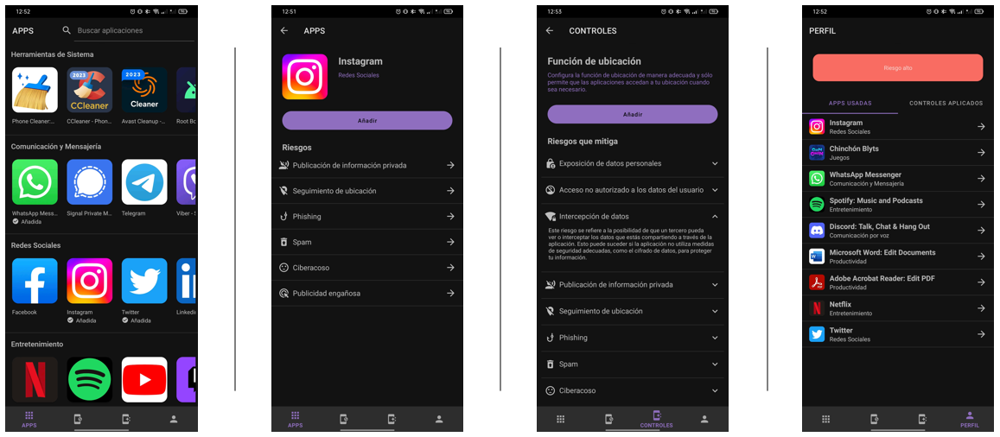 12:52
APPS
Buscar aplicaciones
Herramientas de Sistema
2023
CCleaner
2023
Cleaner
Phone Cleaner:...
CCleaner - Phon...
Avast Cleanup -...
Root Bo
Comunicación y Mensajería
WhatsApp Mess...
Signal Private M...
Telegram
Viber - S
Añadida
Redes Sociales
Facebook
Instagram
Twitter
LinkedIn
Añadida
Añadida
Entretenimiento
APPS
12:51
APPS
Instagram
Redes Sociales
Añadir
Riesgos
Publicación de información privada
Seguimiento de ubicación
Phishing
Spam
Ciberacoso
Publicidad engañosa
APPS
12:53
CONTROLES
Función de ubicación
Configura la función de ubicación de manera adecuada y sólo
permite que las aplicaciones accedan a tu ubicación cuando
sea necesario.
Añadir
Riesgos que mitiga
Exposición de datos personales
Acceso no autorizado a los datos del usuario
Intercepción de datos
Este riesgo se refiere a la posibilidad de que un tercero pueda
ver o interceptar los datos que estás compartiendo a través de la
aplicación. Esto puede suceder si la aplicación no utiliza medidas
de seguridad adecuadas, como el cifrado de datos, para proteger
tu información.
Publicación de información privada
Seguimiento de ubicación
Phishing
Spam
Ciberacoso
CONTROLES
12:52
PERFIL
Riesgo alto
APPS USADAS
CONTROLES APLICADOS
Instagram
Redes Sociales
Chinchón Blyts
Juegos
WhatsApp Messenger
Comunicación y Mensajería
Spotify: Music and Podcasts
Entretenimiento
Discord: Talk, Chat & Hang Out
Comunicación por voz
Microsoft Word: Edit Documents
Productividad
Adobe Acrobat Reader: Edit PDF
Productividad
Netflix
Entretenimiento
Twitter
Redes Sociales
PERFIL